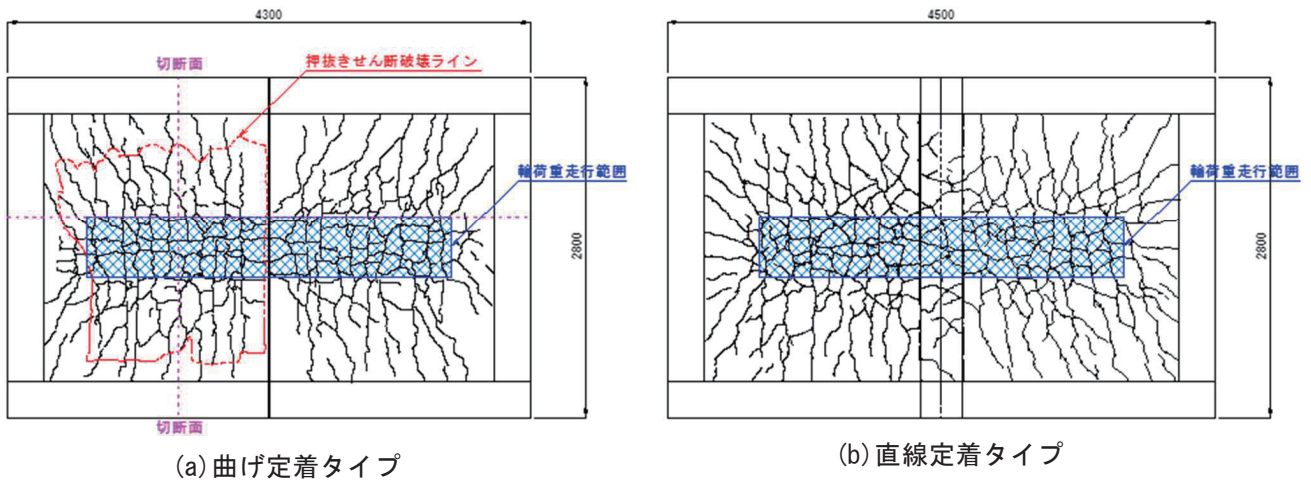 4300
切断面
押抜きせん断破壊ライン
輪荷重走行範囲
2800
切断面
(a)曲げ定着タイプ
4500
輪荷重走行範囲
2800
(b)直線定着タイプ